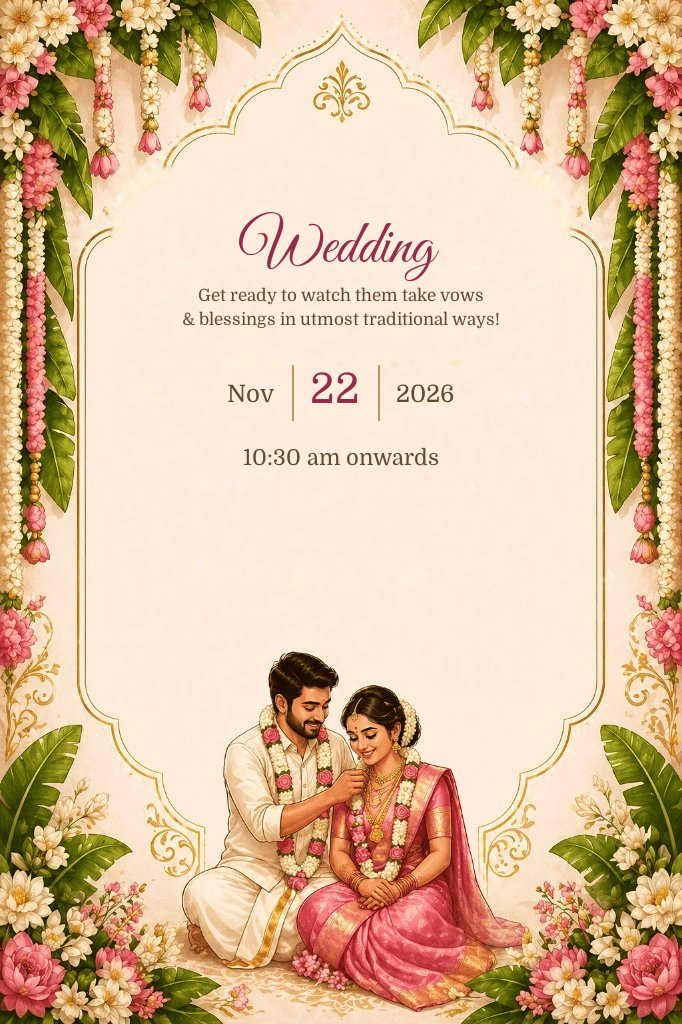 Wedding
Get ready to watch them take vows
& blessings in utmost traditional ways!
Nov 22 2026
10:30 am onwards